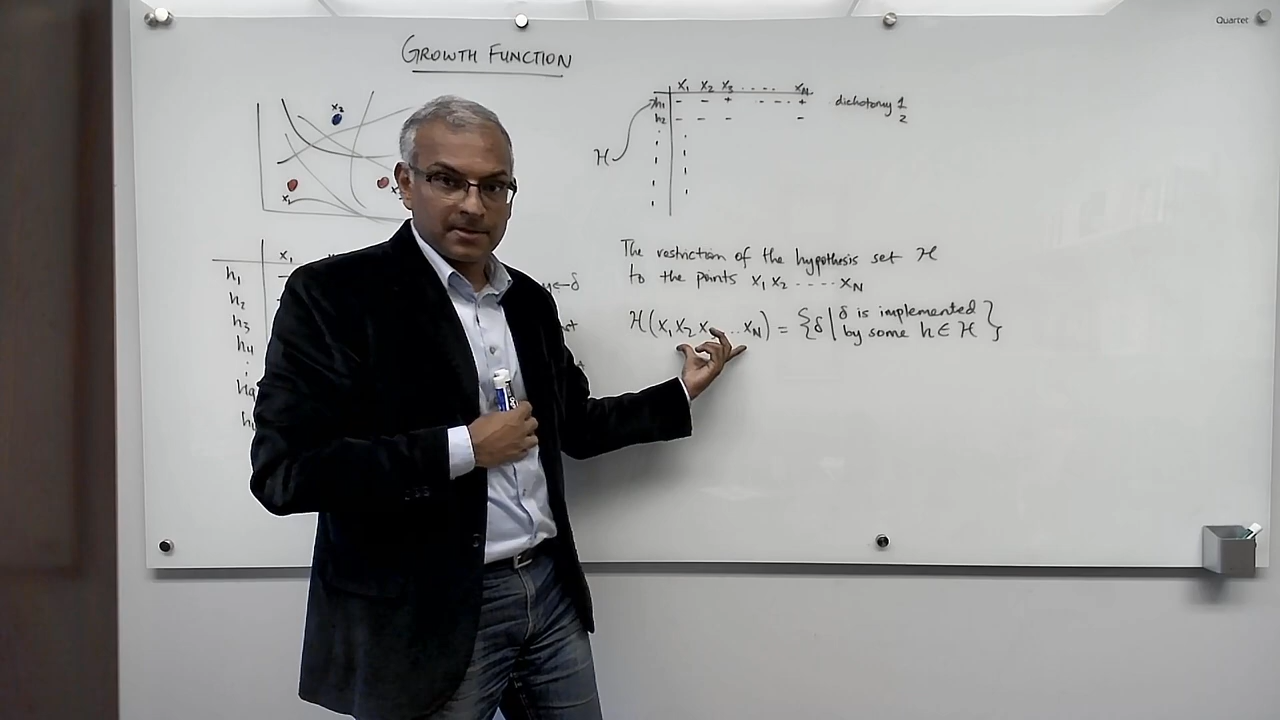 Quartet
GROWTH FUNCTION
x2
x1
x1 x2 x3 ..... xN
h1 - - + - - - + dichotomy 1
h2 - - - - 2
H
x1
h1
h2
h3
h4
←δ
The restriction of the hypothesis set H
to the points x1 x2 ..... xN
H(x1 x2 x ..xN) = {δ | δ is implemented
by some h ∈ H}